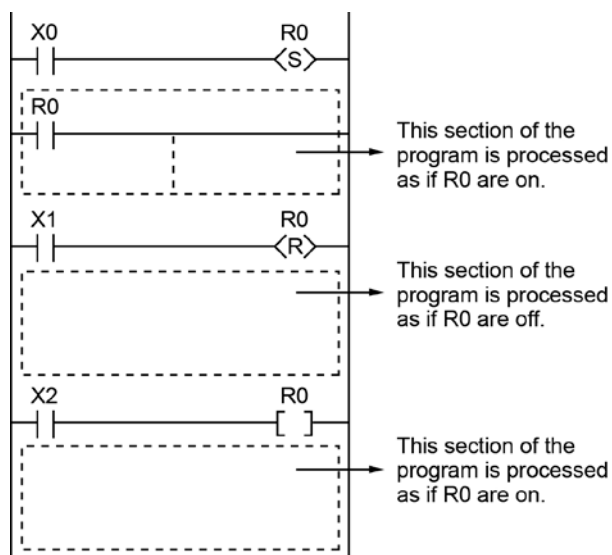 X0 R0
S
R0
This section of the
program is processed
as if R0 are on.
X1 R0
R
This section of the
program is processed
as if R0 are off.
X2 R0
This section of the
program is processed
as if R0 are on.